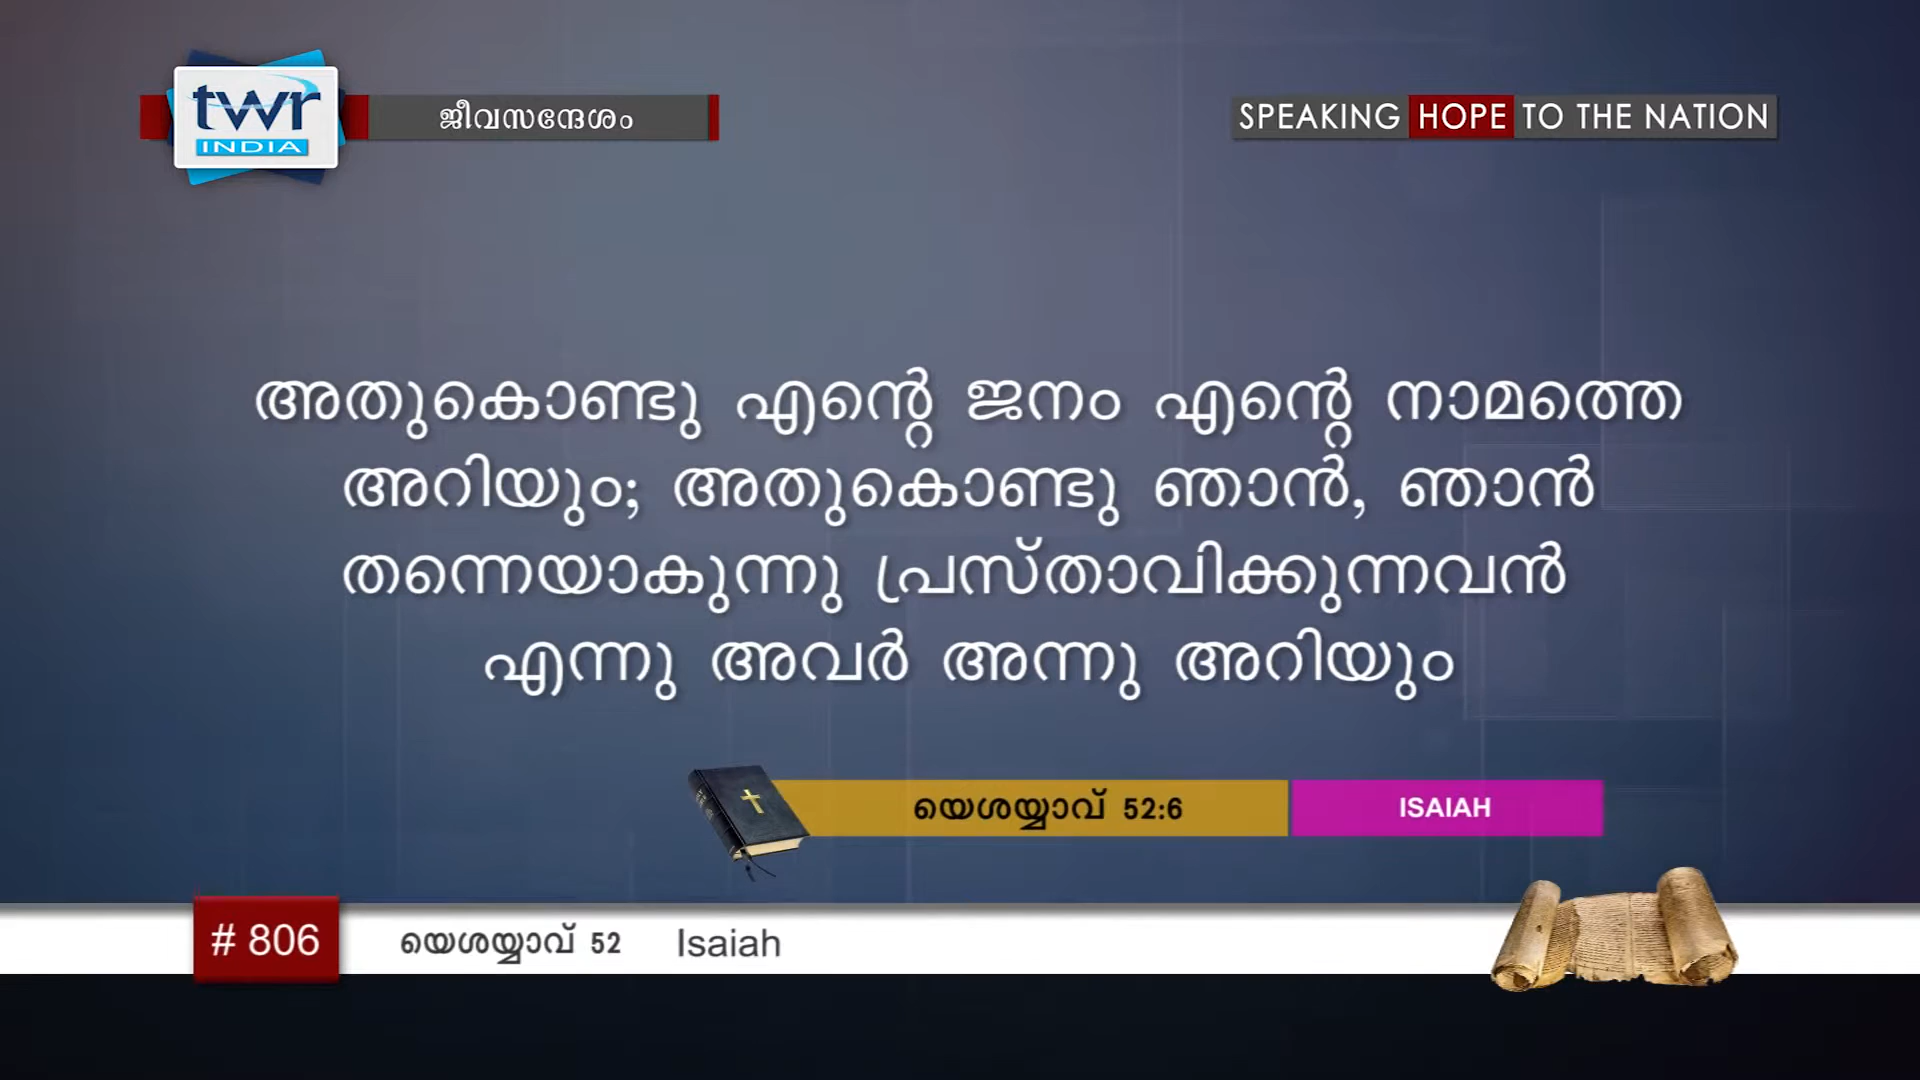 twr
INDIA
ജീവസന്ദേശം
SPEAKING HOPE TO THE NATION
അതുകൊണ്ടു എന്റെ ജനം എന്റെ നാമത്തെ
അറിയും; അതുകൊണ്ടു ഞാൻ, ഞാൻ
തന്നെയാകുന്നു പ്രസ്താവിക്കുന്നവൻ
എന്നു അവർ അന്നു അറിയും
യെശയ്യാവ് 52:6
ISAIAH
# 806
യെശയ്യാവ് 52 Isaiah